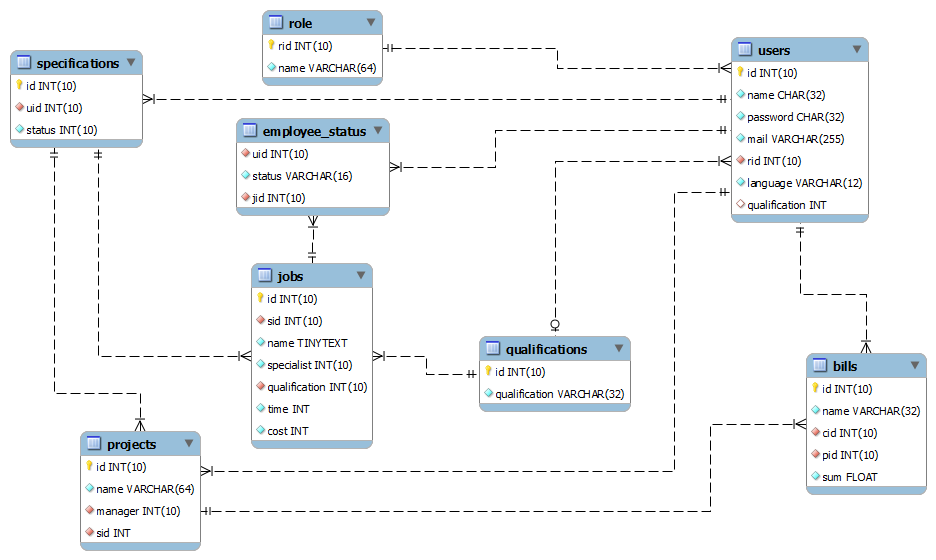 role
rid INT(10)
name VARCHAR(64)
specifications
id INT(10)
uid INT(10)
status INT(10)
users
id INT(10)
name CHAR(32)
password CHAR(32)
mail VARCHAR(255)
rid INT(10)
language VARCHAR(12)
qualification INT
employee_status
uid INT(10)
status VARCHAR(16)
jid INT(10)
jobs
id INT(10)
sid INT(10)
name TINYTEXT
specialist INT(10)
qualification INT(10)
time INT
cost INT
qualifications
id INT(10)
qualification VARCHAR(32)
bills
id INT(10)
name VARCHAR(32)
cid INT(10)
pid INT(10)
sum FLOAT
projects
id INT(10)
name VARCHAR(64)
manager INT(10)
sid INT